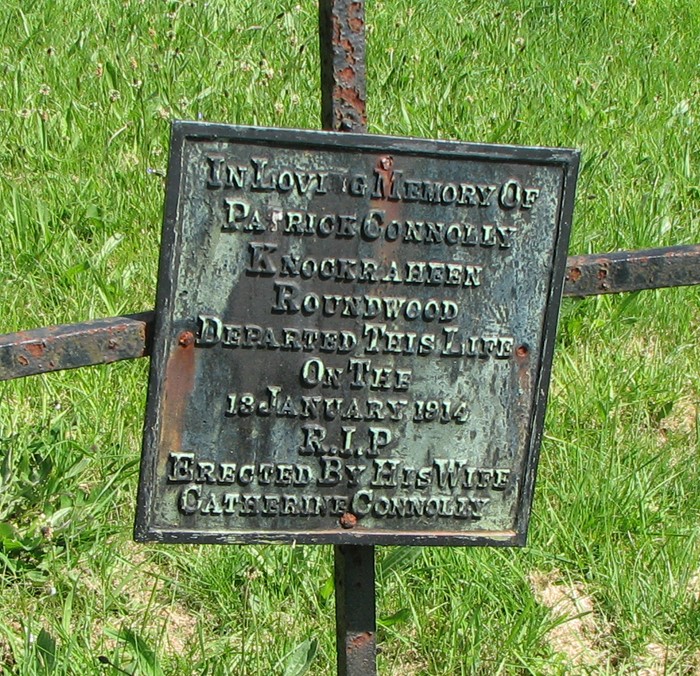 In Loving Memory Of
Patrick Connolly
Knockraheen
Roundwood
Departed This Life
On The
13 January 1914
R.I.P
Erected By His Wife
Catherine Connolly